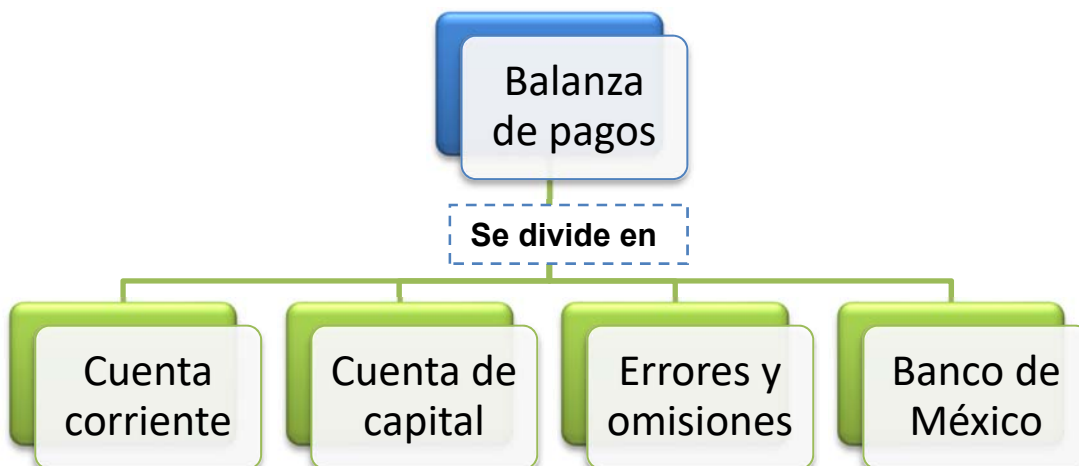 Balanza
de pagos
Se divide en
Cuenta
corriente
Cuenta de
capital
Errores y
omisiones
Banco de
México